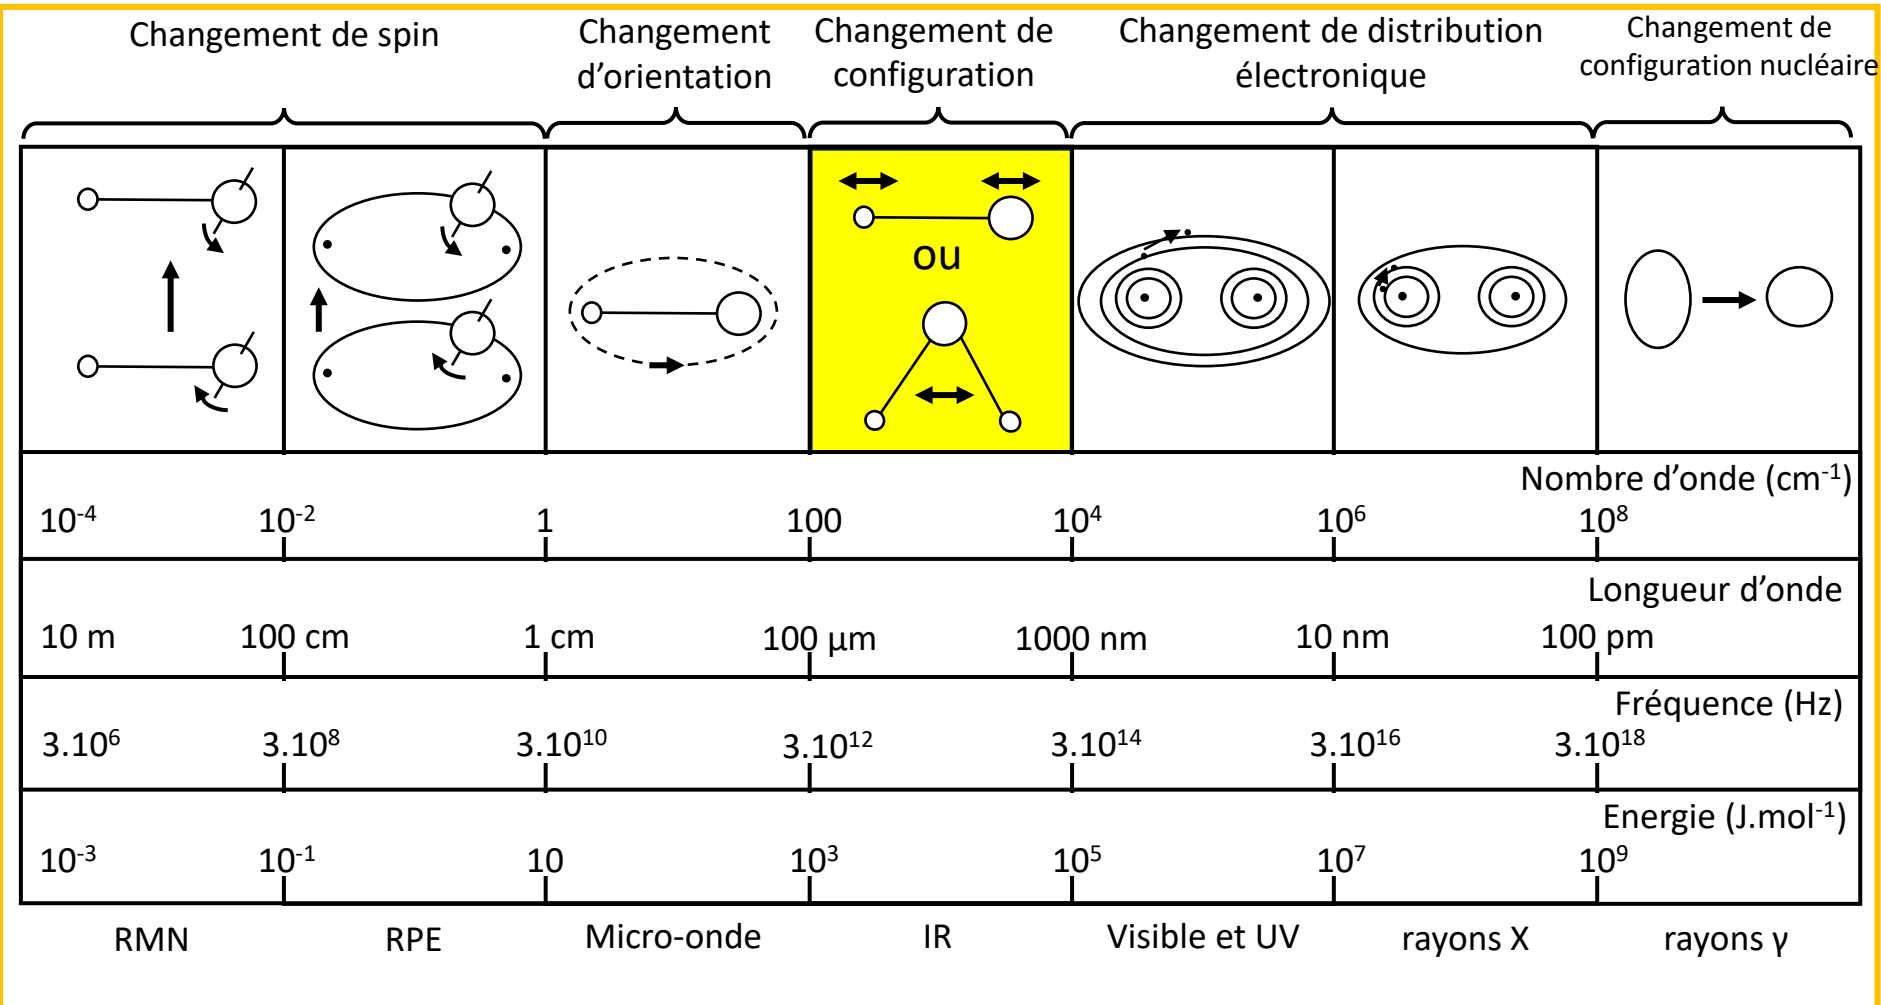 Changement de spin
Changement
d'orientation
Changement de
configuration
Changement de distribution
électronique
Changement de
configuration nucléaire
ou
Nombre d'onde (cm⁻¹)
10⁻⁴ 10⁻² 1 100 10⁴ 10⁶ 10⁸
Longueur d'onde
10 m 100 cm 1 cm 100 µm 1000 nm 10 nm 100 pm
Fréquence (Hz)
3.10⁶ 3.10⁸ 3.10¹⁰ 3.10¹² 3.10¹⁴ 3.10¹⁶ 3.10¹⁸
Energie (J.mol⁻¹)
10⁻³ 10⁻¹ 10 10³ 10⁵ 10⁷ 10⁹
RMN RPE Micro-onde IR Visible et UV rayons X rayons γ